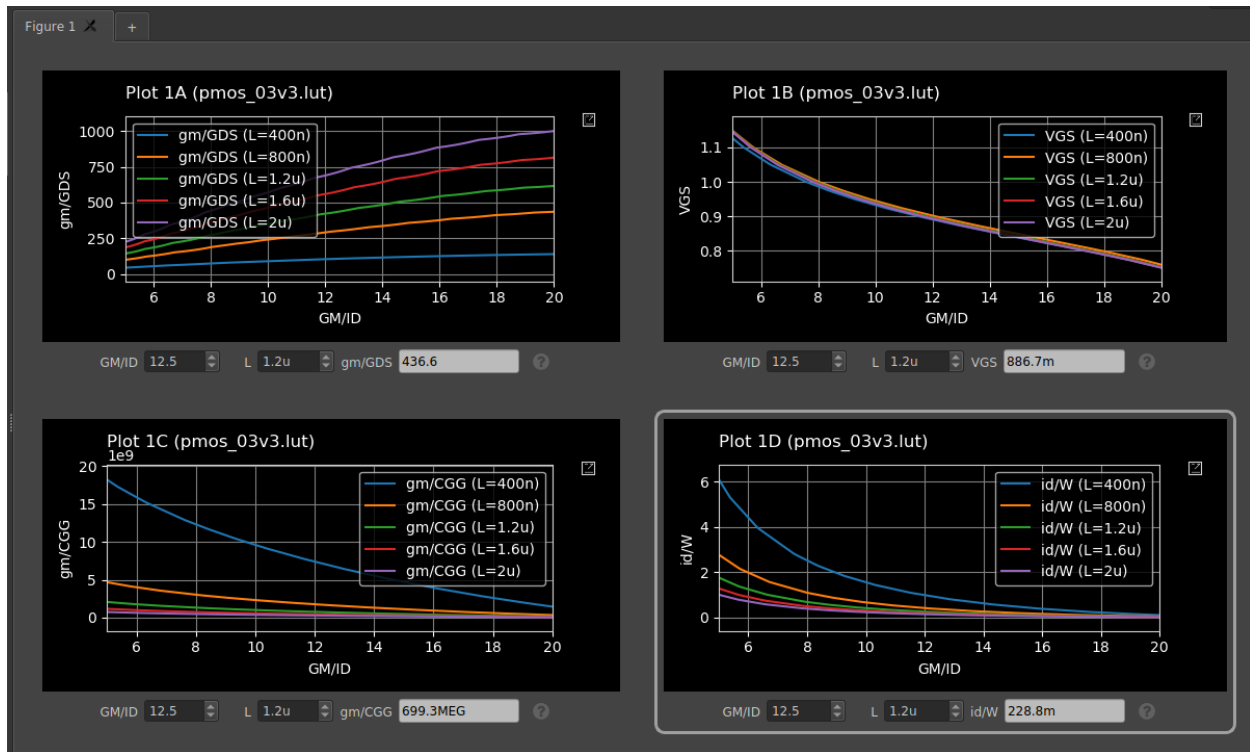 Figure 1
+
Plot 1A (pmos_03v3.lut)
gm/GDS
1000
750
500
250
0
gm/GDS (L=400n)
gm/GDS (L=800n)
gm/GDS (L=1.2u)
gm/GDS (L=1.6u)
gm/GDS (L=2u)
6 8 10 12 14 16 18 20
GM/ID
GM/ID 12.5 L 1.2u gm/GDS 436.6 ?
Plot 1B (pmos_03v3.lut)
VGS
1.1
1.0
0.9
0.8
VGS (L=400n)
VGS (L=800n)
VGS (L=1.2u)
VGS (L=1.6u)
VGS (L=2u)
6 8 10 12 14 16 18 20
GM/ID
GM/ID 12.5 L 1.2u VGS 886.7m ?
Plot 1C (pmos_03v3.lut)
1e9
gm/CGG
20
15
10
5
0
gm/CGG (L=400n)
gm/CGG (L=800n)
gm/CGG (L=1.2u)
gm/CGG (L=1.6u)
gm/CGG (L=2u)
6 8 10 12 14 16 18 20
GM/ID
GM/ID 12.5 L 1.2u gm/CGG 699.3MEG ?
Plot 1D (pmos_03v3.lut)
id/W
6
4
2
0
id/W (L=400n)
id/W (L=800n)
id/W (L=1.2u)
id/W (L=1.6u)
id/W (L=2u)
6 8 10 12 14 16 18 20
GM/ID
GM/ID 12.5 L 1.2u id/W 228.8m ?